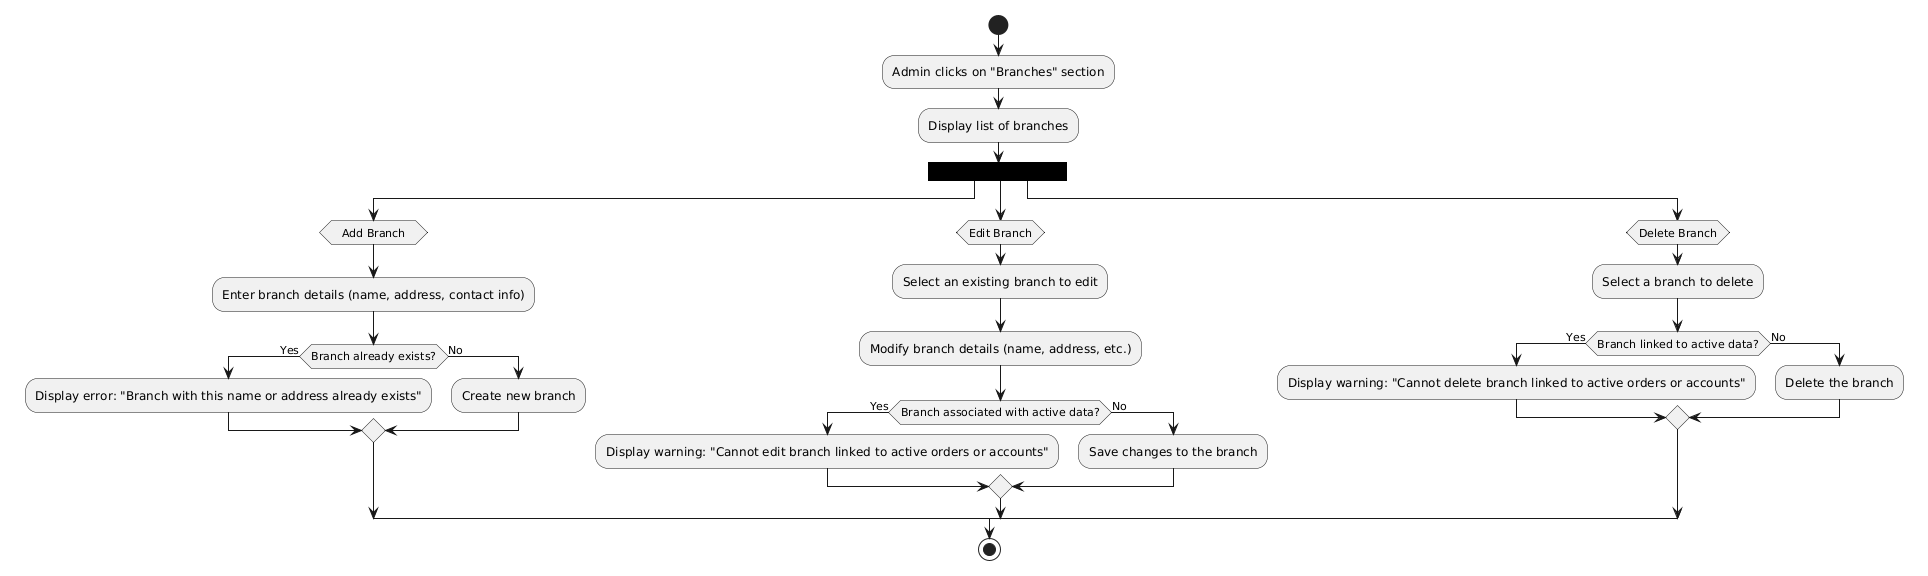 Admin clicks on "Branches" section
Display list of branches
Add Branch
Enter branch details (name, address, contact info)
Yes
Branch already exists?
No
Display error: "Branch with this name or address already exists"
Create new branch
Edit Branch
Select an existing branch to edit
Modify branch details (name, address, etc.)
Yes
Branch associated with active data?
No
Display warning: "Cannot edit branch linked to active orders or accounts"
Save changes to the branch
Delete Branch
Select a branch to delete
Yes
Branch linked to active data?
No
Display warning: "Cannot delete branch linked to active orders or accounts"
Delete the branch